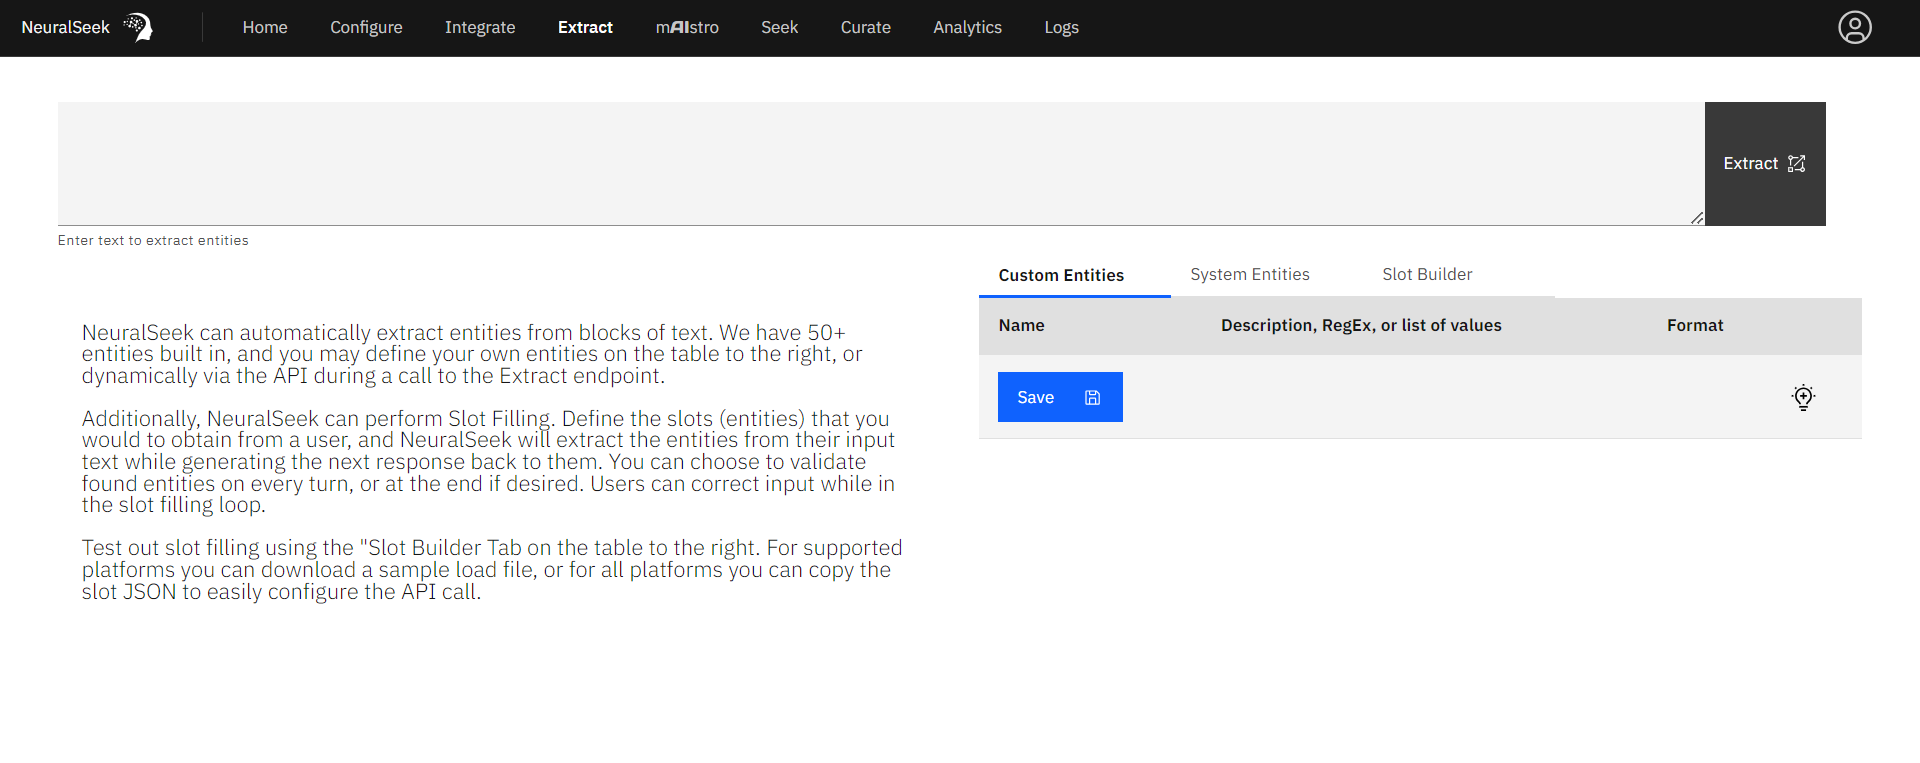 NeuralSeek
Home Configure Integrate Extract mAIstro Seek Curate Analytics Logs
Extract
Enter text to extract entities
Custom Entities System Entities Slot Builder
Name Description, RegEx, or list of values Format
Save
NeuralSeek can automatically extract entities from blocks of text. We have 50+
entities built in, and you may define your own entities on the table to the right, or
dynamically via the API during a call to the Extract endpoint.
Additionally, NeuralSeek can perform Slot Filling. Define the slots (entities) that you
would to obtain from a user, and NeuralSeek will extract the entities from their input
text while generating the next response back to them. You can choose to validate
found entities on every turn, or at the end if desired. Users can correct input while in
the slot filling loop.
Test out slot filling using the "Slot Builder Tab on the table to the right. For supported
platforms you can download a sample load file, or for all platforms you can copy the
slot JSON to easily configure the API call.